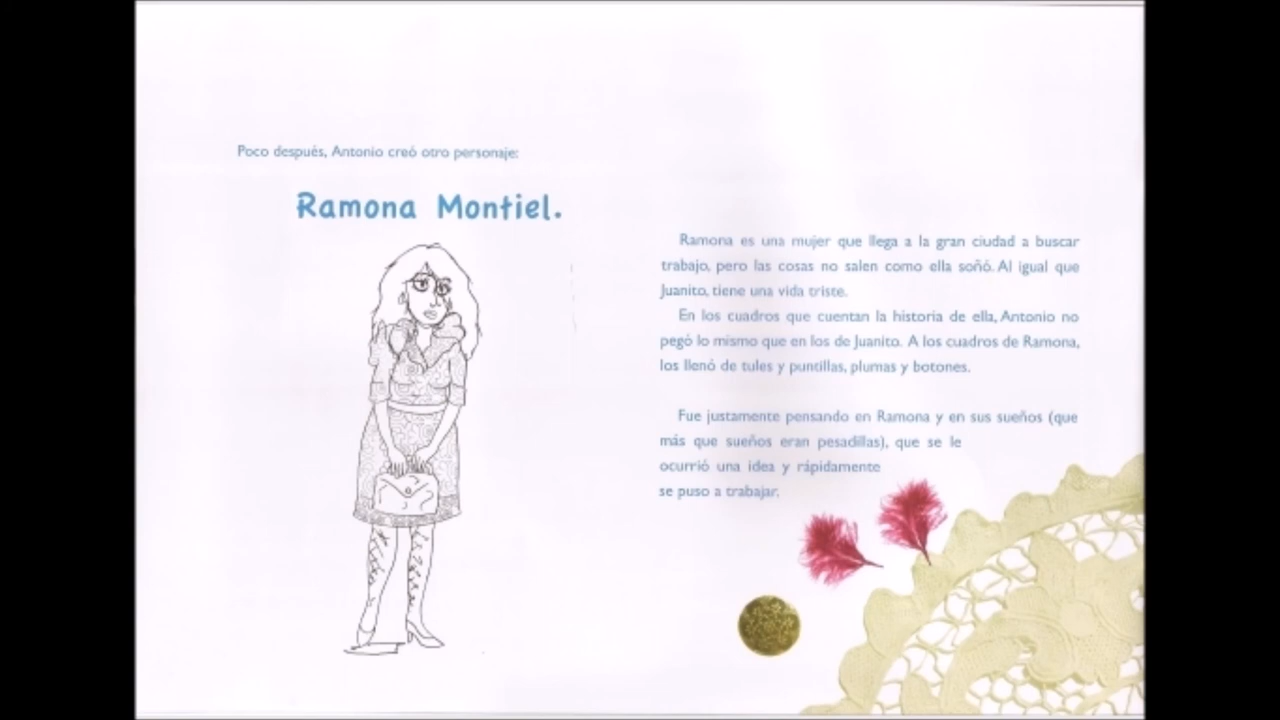 Poco después, Antonio creó otro personaje:
Ramona Montiel.
Ramona es una mujer que llega a la gran ciudad a buscar
trabajo, pero las cosas no salen como ella soñó. Al igual que
Juanito, tiene una vida triste.
En los cuadros que cuentan la historia de ella, Antonio no
pegó lo mismo que en los de Juanito. A los cuadros de Ramona,
los llenó de tules y puntillas, plumas y botones.
Fue justamente pensando en Ramona y en sus sueños (que
más que sueños eran pesadillas), que se le
ocurrió una idea y rápidamente
se puso a trabajar.